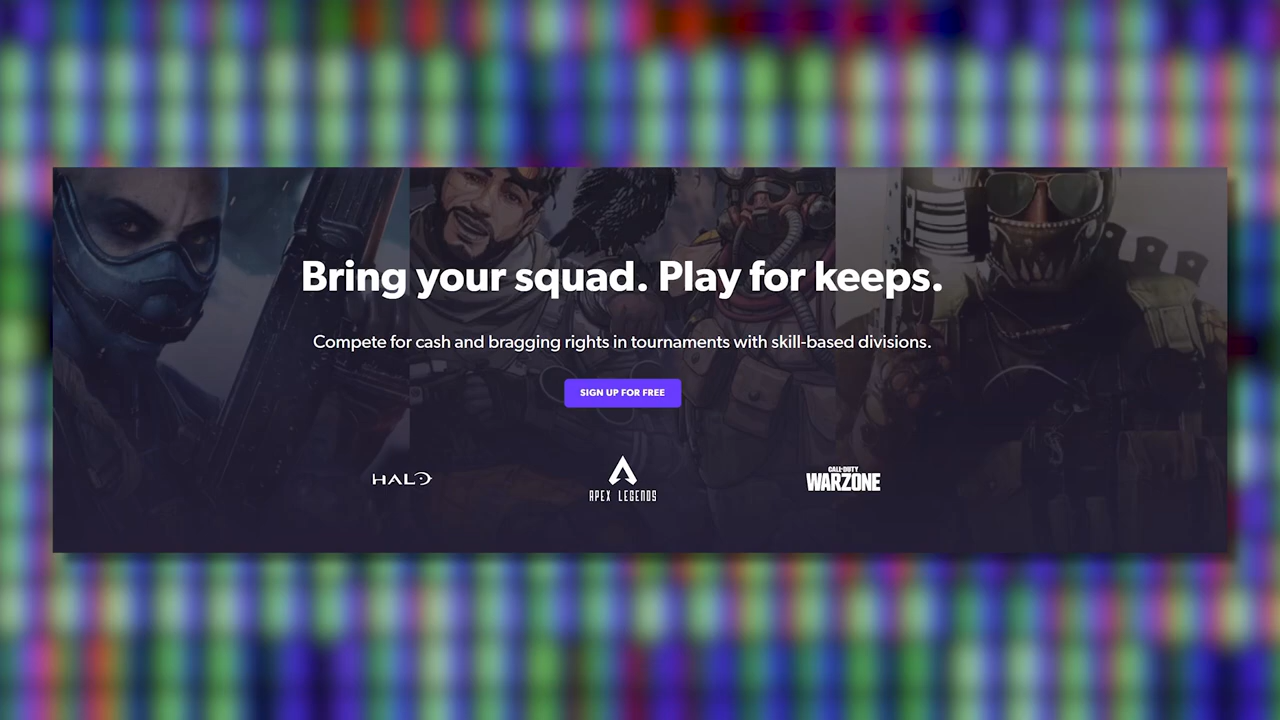 Bring your squad. Play for keeps.
Compete for cash and bragging rights in tournaments with skill-based divisions.
SIGN UP FOR FREE
HALO
APEX LEGENDS
CALL OF DUTY
WARZONE